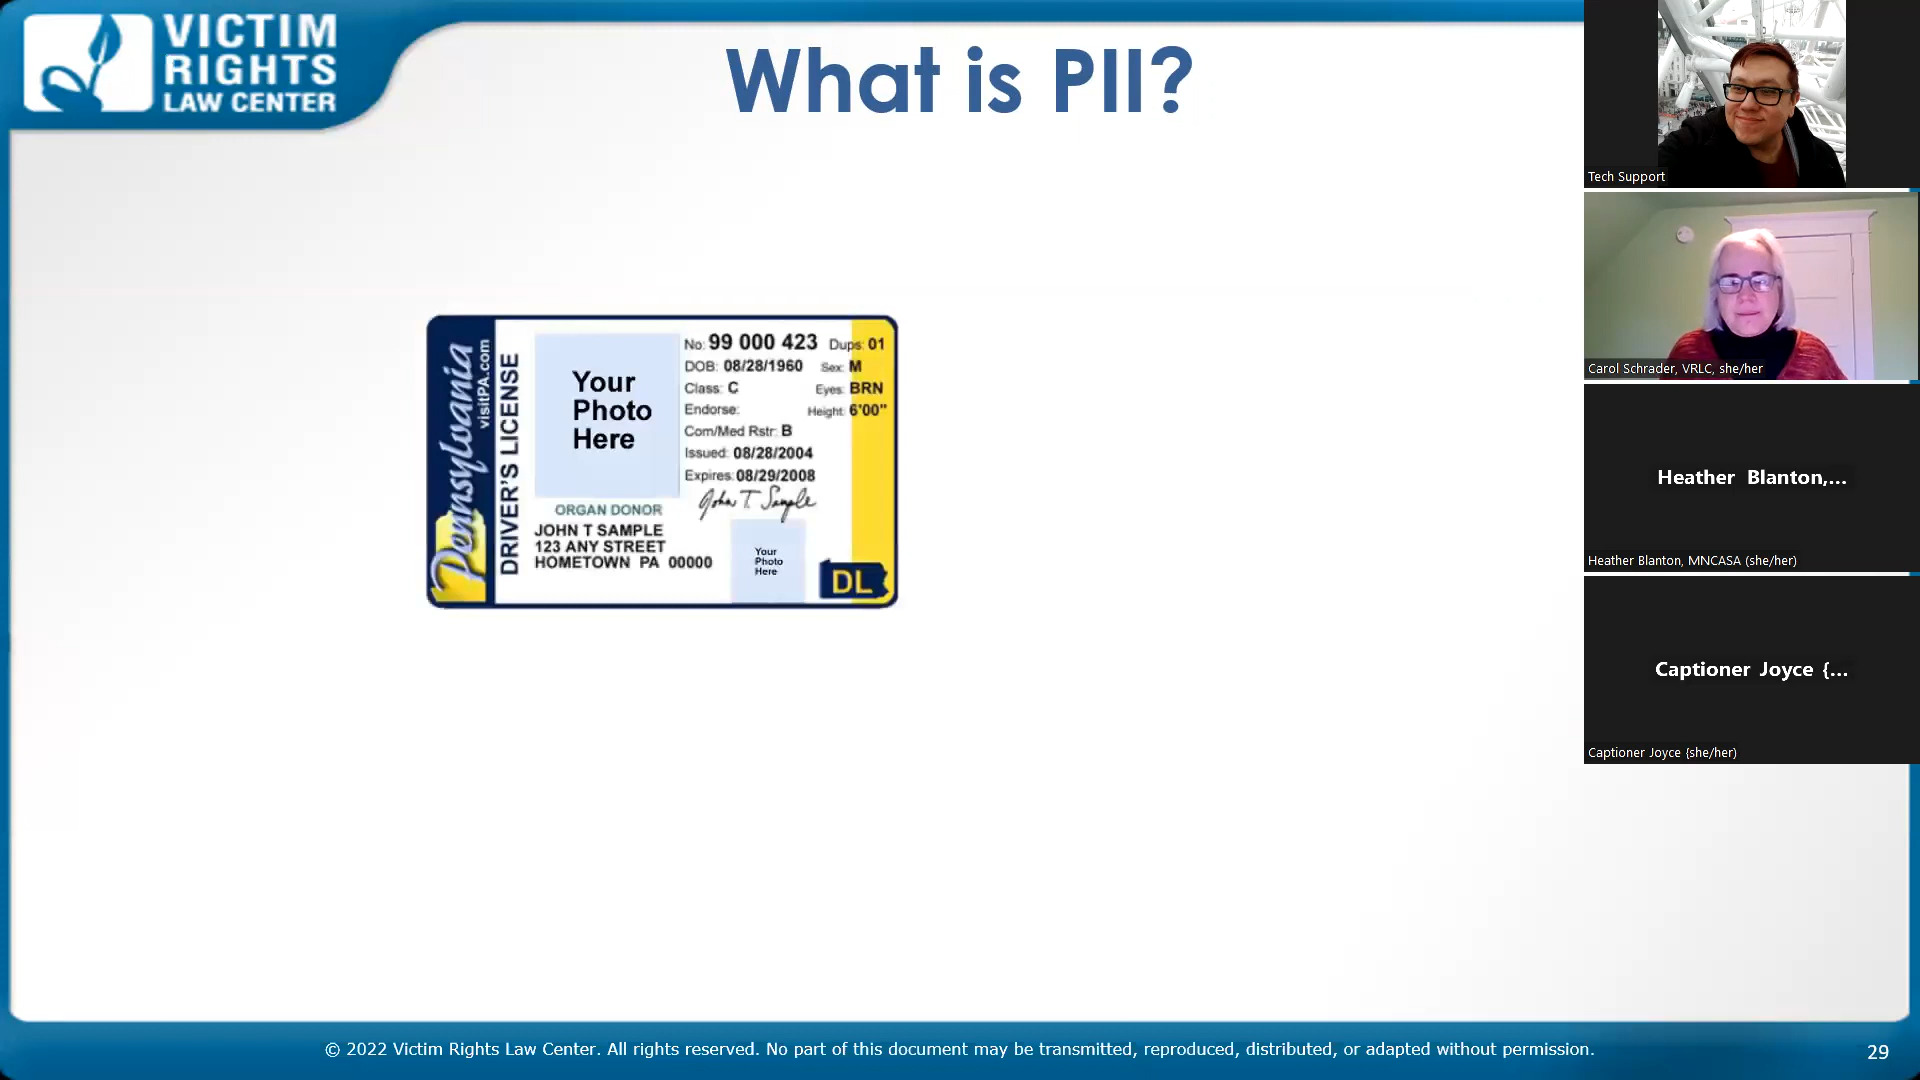 VICTIM
RIGHTS
LAW CENTER
What is PII?
Pennsylvania
visitPA.com
DRIVER'S LICENSE
Your
Photo
Here
No: 99 000 423 Dups: 01
DOB: 08/28/1960 Sex: M
Class: C Eyes: BRN
Endorse: Height: 6'00"
Com/Med Rstr: B
Issued: 08/28/2004
Expires: 08/29/2008
John T. Sample
ORGAN DONOR
JOHN T SAMPLE
123 ANY STREET
HOMETOWN PA 00000
Your
Photo
Here
DL
Tech Support
Carol Schrader, VRLC, she/her
Heather Blanton,...
Heather Blanton, MNCASA (she/her)
Captioner Joyce {...
Captioner Joyce {she/her)
© 2022 Victim Rights Law Center. All rights reserved. No part of this document may be transmitted, reproduced, distributed, or adapted without permission.
29